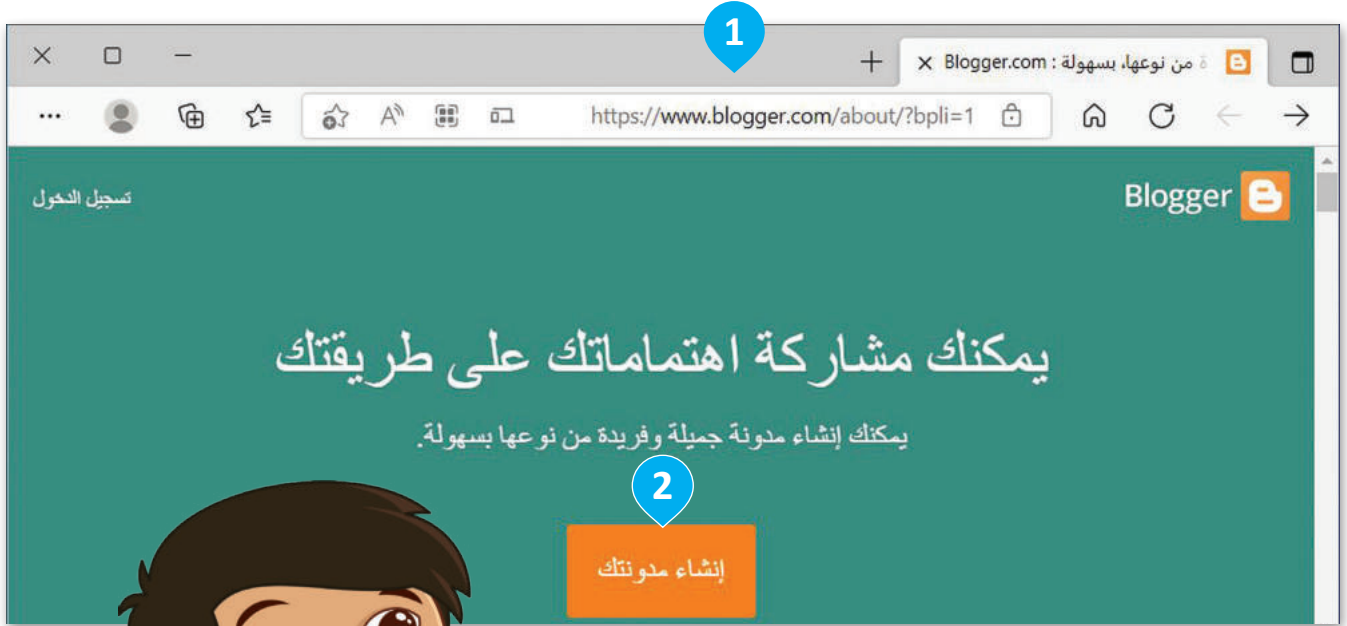 1
ة من نوعها، بسهولة : Blogger.com
https://www.blogger.com/about/?bpli=1
Blogger
تسجيل الدخول
يمكنك مشاركة اهتماماتك على طريقتك
يمكنك إنشاء مدونة جميلة وفريدة من نوعها بسهولة.
2
إنشاء مدونتك